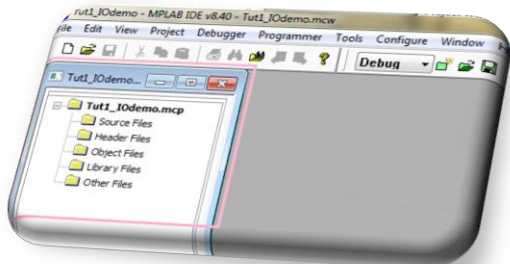 Tut1_IOdemo - MPLAB IDE v8.40 - Tut1_IOdemo.mcw
File Edit View Project Debugger Programmer Tools Configure Window
Debug
Tut1_IOdemo...
Tut1_IOdemo.mcp
Source Files
Header Files
Object Files
Library Files
Other Files